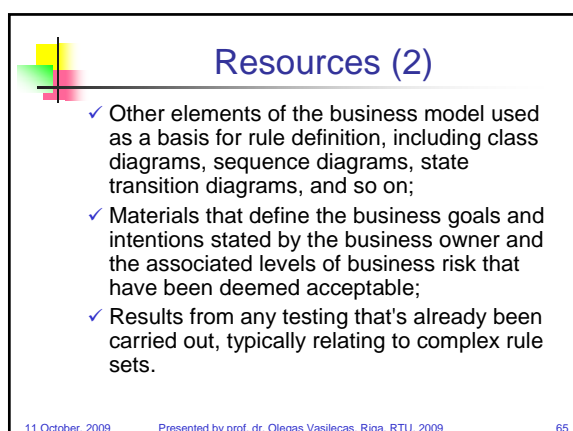 Resources (2)
✓ Other elements of the business model used
as a basis for rule definition, including class
diagrams, sequence diagrams, state
transition diagrams, and so on;
✓ Materials that define the business goals and
intentions stated by the business owner and
the associated levels of business risk that
have been deemed acceptable;
✓ Results from any testing that's already been
carried out, typically relating to complex rule
sets.
11 October, 2009 Presented by prof. dr. Olegas Vasilecas, Riga, RTU, 2009 65